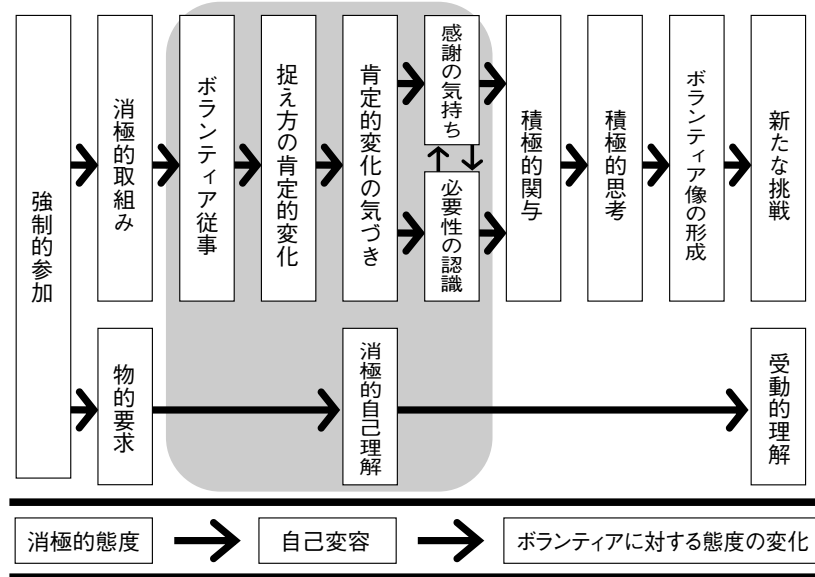 強制的参加
消極的取組み
ボランティア従事
捉え方の肯定的変化
肯定的変化の気づき
感謝の気持ち
必要性の認識
積極的関与
積極的思考
ボランティア像の形成
新たな挑戦
物的要求
消極的自己理解
受動的理解
消極的態度
自己変容
ボランティアに対する態度の変化